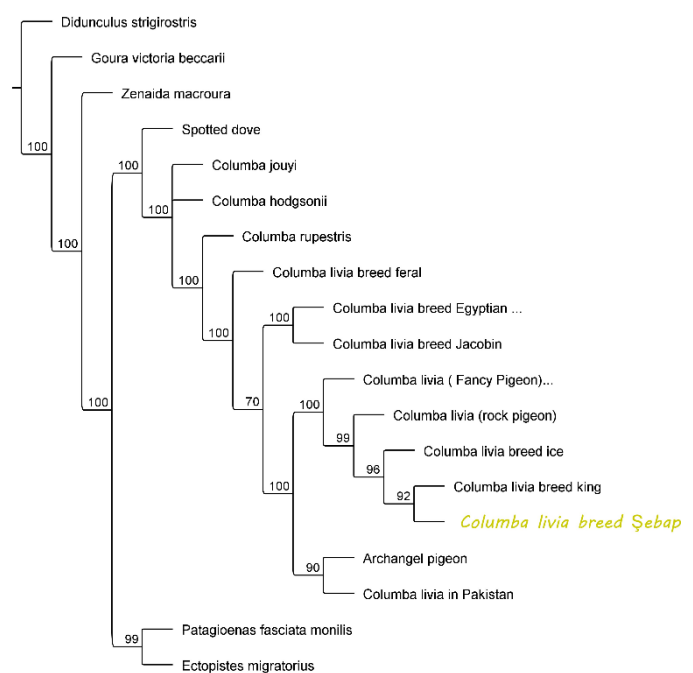 Didunculus strigirostris
Goura victoria beccarii
Zenaida macroura
100
Spotted dove
100
Columba jouyi
100
Columba hodgsonii
Columba rupestris
100
Columba livia breed feral
100
100
Columba livia breed Egyptian ...
100
Columba livia breed Jacobin
Columba livia ( Fancy Pigeon)...
100
70
100
Columba livia (rock pigeon)
99
Columba livia breed ice
96
100
Columba livia breed king
92
Columba livia breed Şebap
Archangel pigeon
90
Columba livia in Pakistan
Patagioenas fasciata monilis
99
Ectopistes migratorius